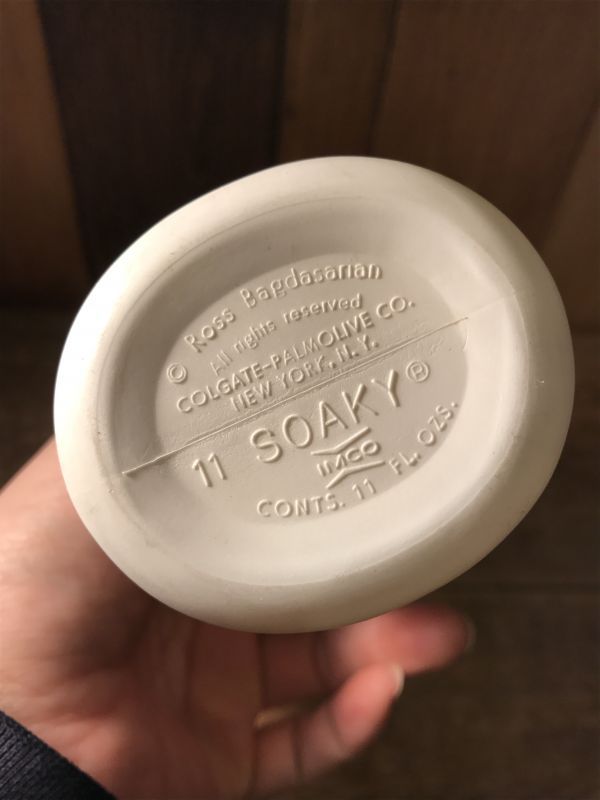 © Ross Bagdasarian
All rights reserved
COLGATE-PALMOLIVE CO.
NEW YORK, N.Y.
11 SOAKY ®
IMCO
CONTS. 11 FL. OZS.